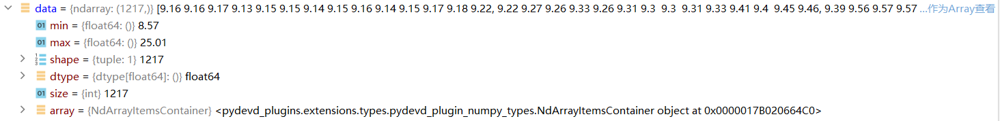 data = {ndarray: (1217,)} [9.16 9.16 9.17 9.13 9.15 9.15 9.14 9.15 9.16 9.14 9.15 9.17 9.18 9.22, 9.22 9.27 9.26 9.33 9.26 9.31 9.3  9.3  9.31 9.33 9.41 9.4  9.45 9.46, 9.39 9.56 9.57 9.57 ...作为Array查看
01 min = {float64: ()} 8.57
01 max = {float64: ()} 25.01
shape = {tuple: 1} 1217
dtype = {dtype[float64]: ()} float64
01 size = {int} 1217
array = {NdArrayItemsContainer} <pydevd_plugins.extensions.types.pydevd_plugin_numpy_types.NdArrayItemsContainer object at 0x0000017B020664C0>